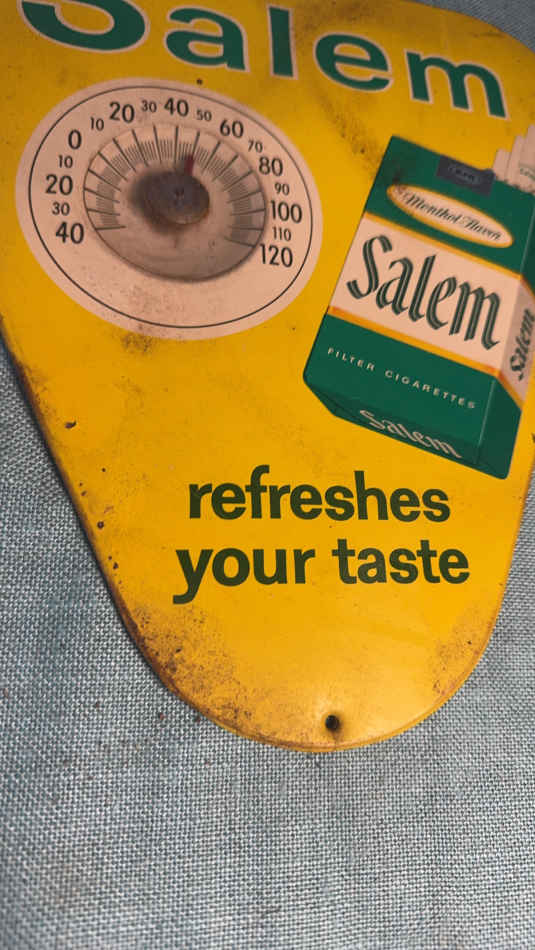 Salem
0 10 20 30 40 50 60 70 80 90 100 110 120
10
20
30
40
Menthol Flavor
Salem
Salem
FILTER CIGARETTES
Salem
refreshes
your taste